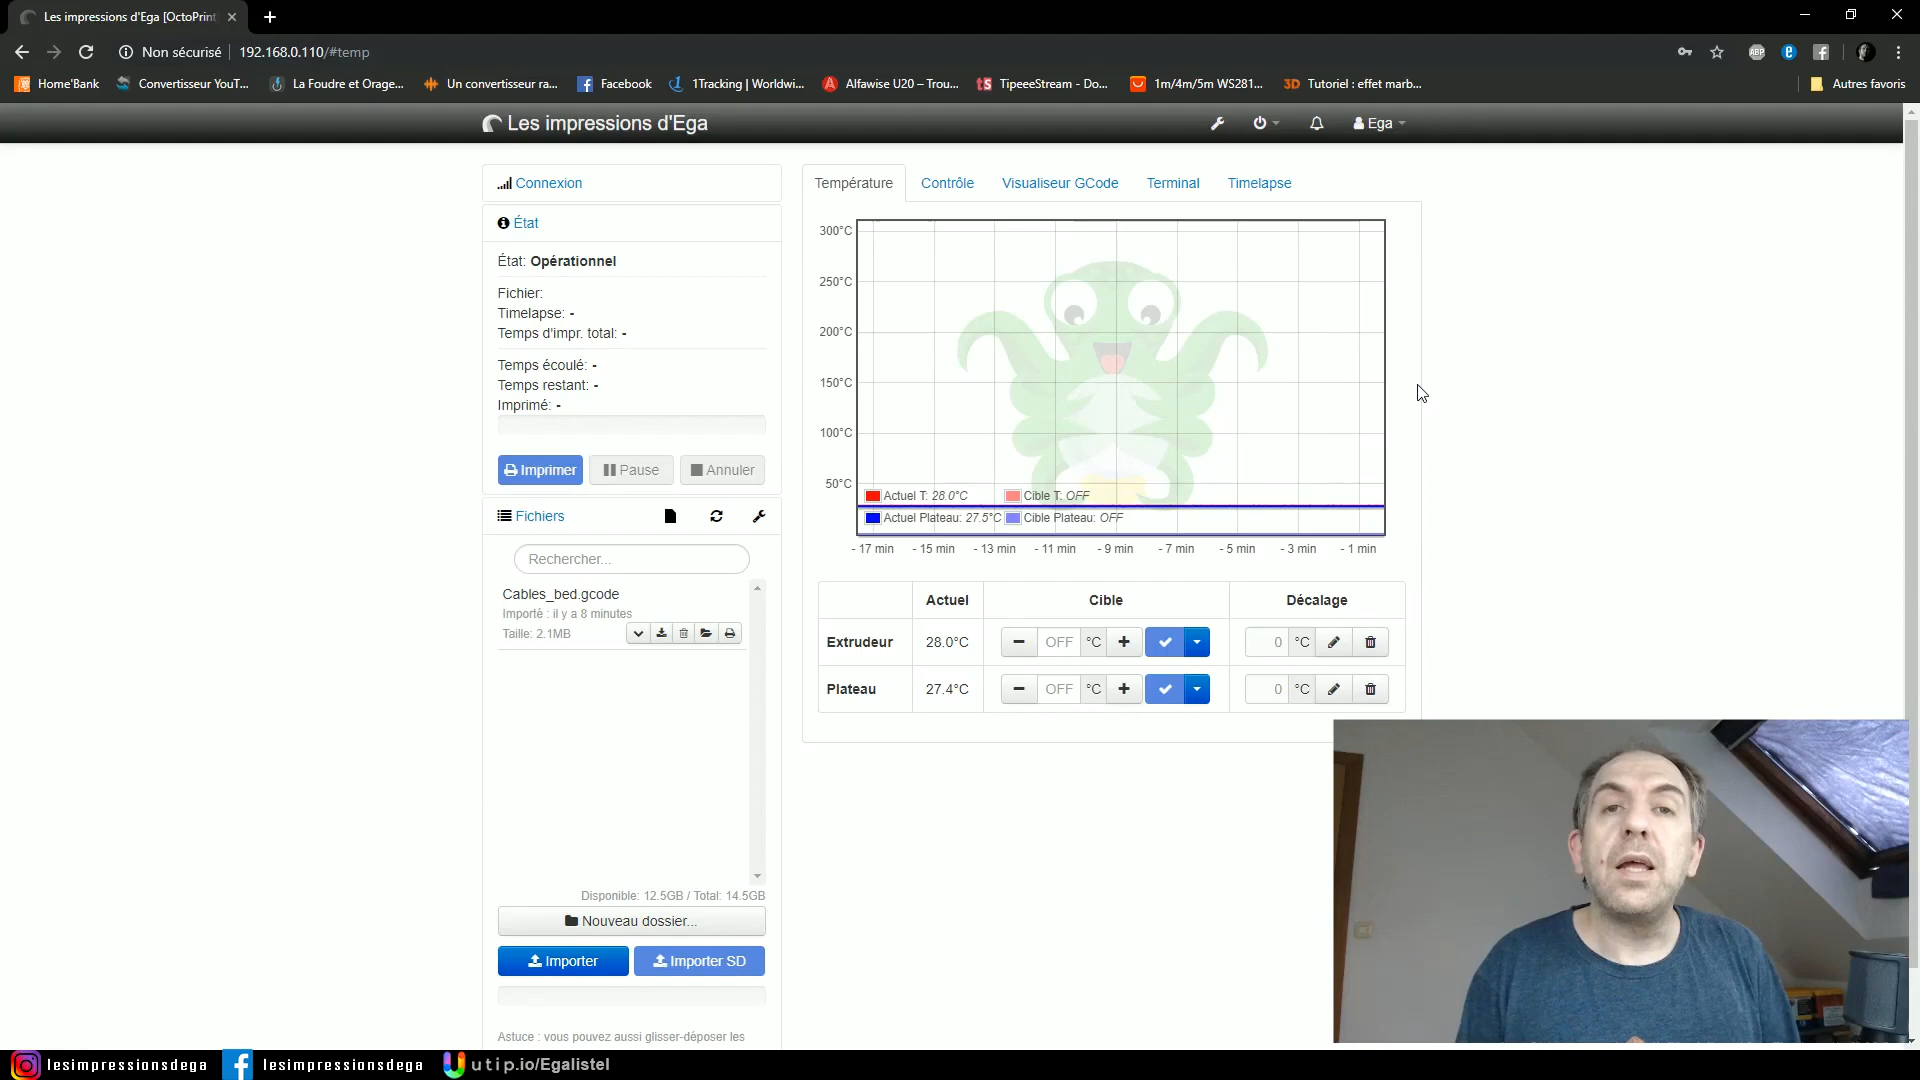 Les impressions d'Ega [OctoPrint
Non sécurisé
192.168.0.110/#temp
ABP
Home'Bank
Convertisseur YouT...
La Foudre et Orage...
Un convertisseur ra...
Facebook
1Tracking | Worldwi...
Alfawise U20 – Trou...
TipeeeStream - Do...
1m/4m/5m WS281...
3D Tutoriel : effet marb...
Autres favoris
Les impressions d'Ega
Ega
Connexion
État
État: Opérationnel
Fichier:
Timelapse: -
Temps d'impr. total: -
Temps écoulé: -
Temps restant: -
Imprimé: -
Imprimer
Pause
Annuler
Fichiers
Rechercher...
Cables_bed.gcode
Importé : il y a 8 minutes
Taille: 2.1MB
Disponible: 12.5GB / Total: 14.5GB
Nouveau dossier...
Importer
Importer SD
Astuce : vous pouvez aussi glisser-déposer les
Température
Contrôle
Visualiseur GCode
Terminal
Timelapse
300°C
250°C
200°C
150°C
100°C
50°C
Actuel T: 28.0°C
Cible T: OFF
Actuel Plateau: 27.5°C
Cible Plateau: OFF
- 17 min
- 15 min
- 13 min
- 11 min
- 9 min
- 7 min
- 5 min
- 3 min
- 1 min
Actuel
Cible
Décalage
Extrudeur
28.0°C
OFF °C
0 °C
Plateau
27.4°C
OFF °C
0 °C
lesimpressionsdega
lesimpressionsdega
utip.io/Egalistel